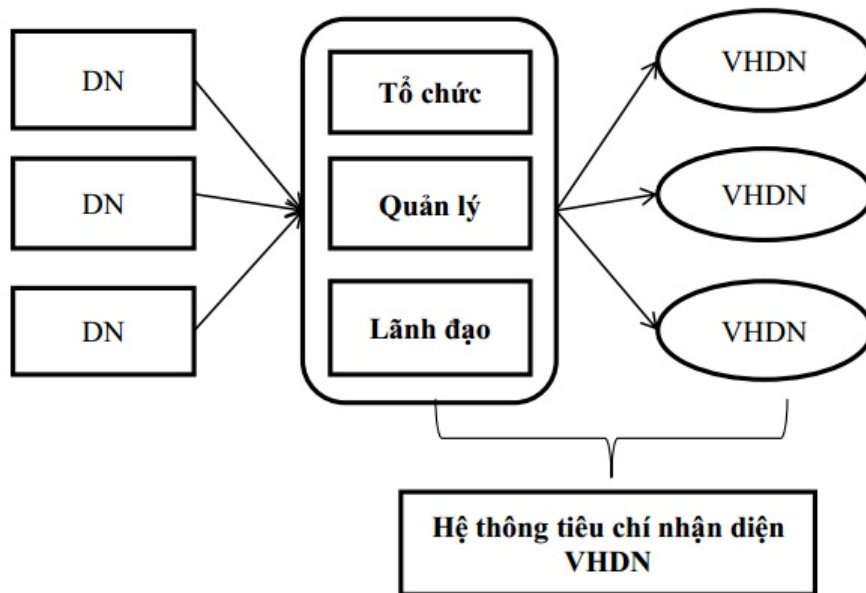 DN
Tổ chức
VHDN
DN
Quản lý
VHDN
DN
Lãnh đạo
VHDN
Hệ thông tiêu chí nhận diện
VHDN